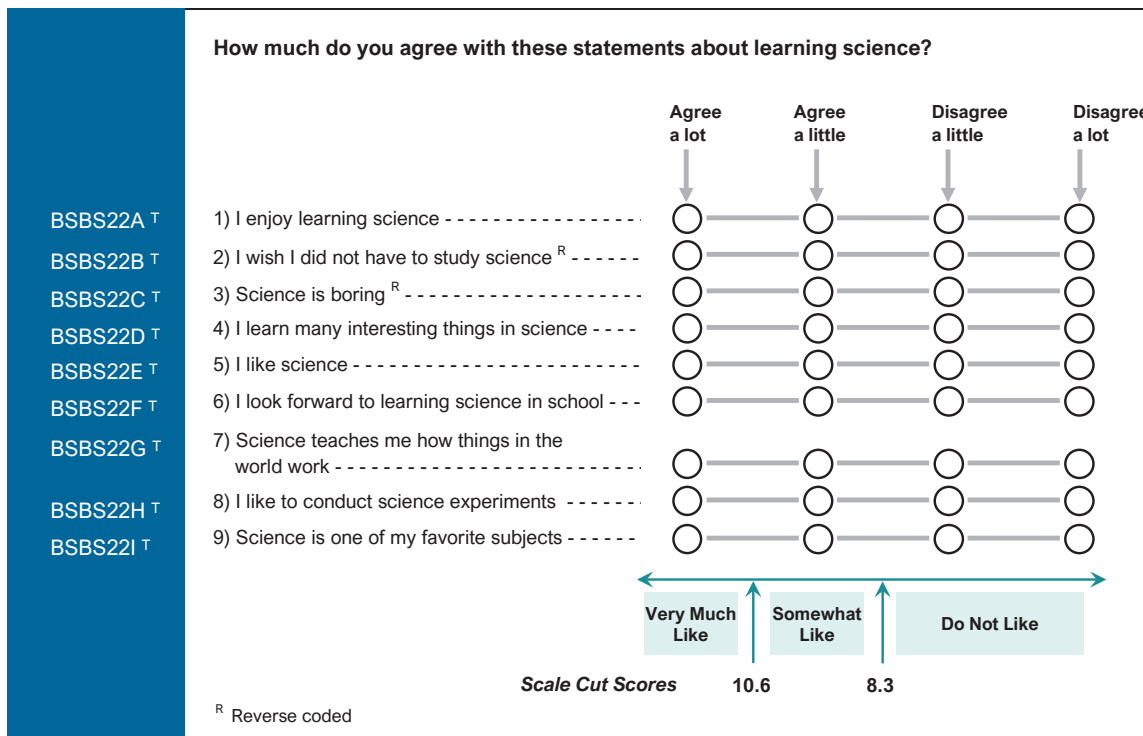 How much do you agree with these statements about learning science?
Agree a lot
Agree a little
Disagree a little
Disagree a lot
BSBS22A T 1) I enjoy learning science - - - - - - - - - - - - - - - - -
BSBS22B T 2) I wish I did not have to study science R - - - - - -
BSBS22C T 3) Science is boring R - - - - - - - - - - - - - - - - - - - - -
BSBS22D T 4) I learn many interesting things in science - - - -
BSBS22E T 5) I like science - - - - - - - - - - - - - - - - - - - - - - - -
BSBS22F T 6) I look forward to learning science in school - - -
BSBS22G T 7) Science teaches me how things in the
world work - - - - - - - - - - - - - - - - - - - - - - - - -
BSBS22H T 8) I like to conduct science experiments - - - - - - -
BSBS22I T 9) Science is one of my favorite subjects - - - - - -
Very Much Like
Somewhat Like
Do Not Like
Scale Cut Scores 10.6 8.3
R Reverse coded